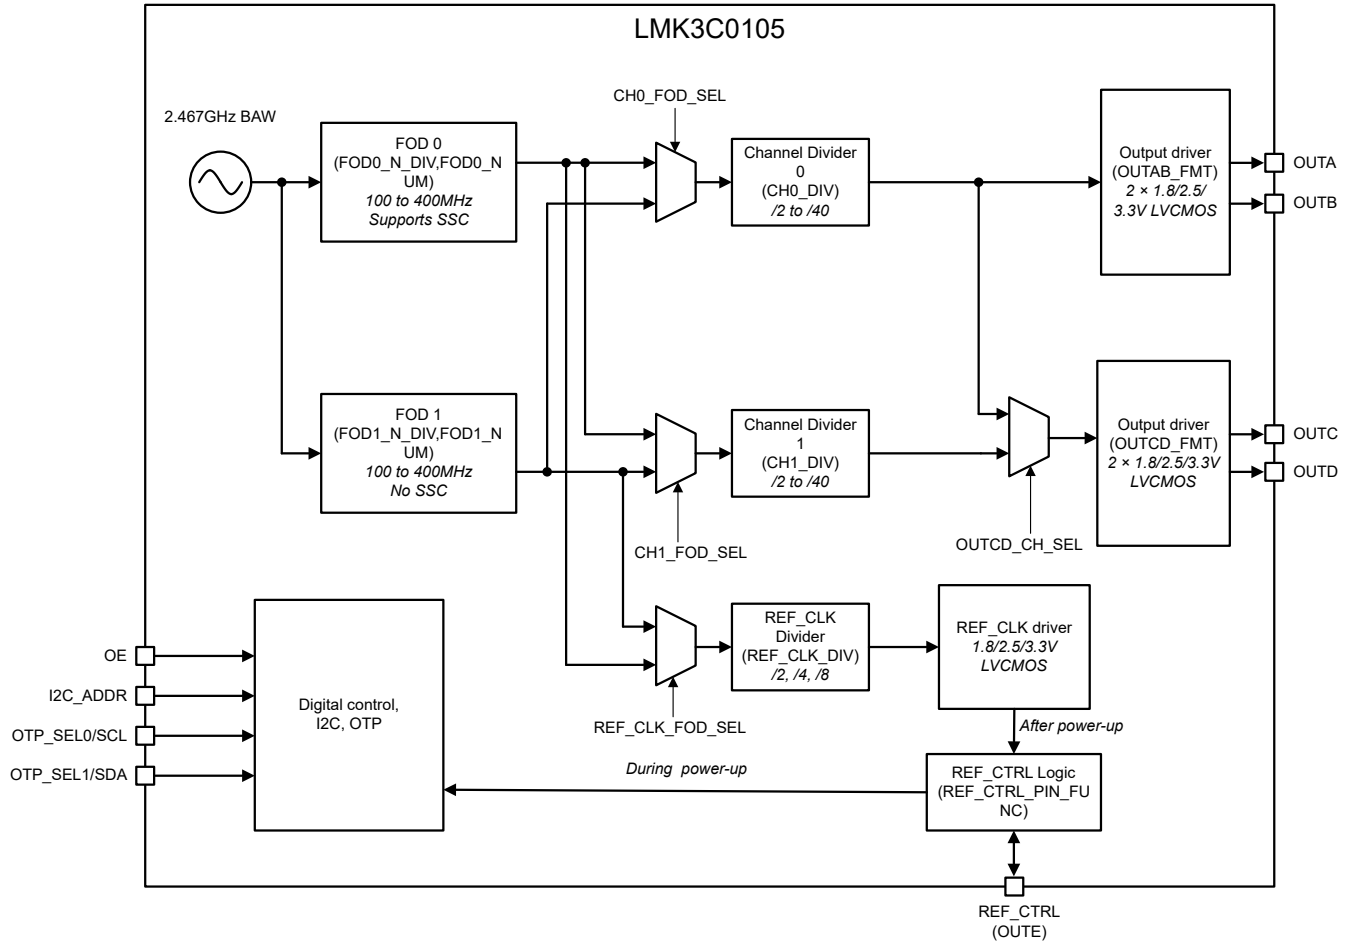 LMK3C0105
2.467GHz BAW
FOD 0
(FOD0_N_DIV,FOD0_N
UM)
100 to 400MHz
Supports SSC
CH0_FOD_SEL
Channel Divider
0
(CH0_DIV)
/2 to /40
Output driver
(OUTAB_FMT)
2 × 1.8/2.5/
3.3V LVCMOS
OUTA
OUTB
FOD 1
(FOD1_N_DIV,FOD1_N
UM)
100 to 400MHz
No SSC
CH1_FOD_SEL
Channel Divider
1
(CH1_DIV)
/2 to /40
OUTCD_CH_SEL
Output driver
(OUTCD_FMT)
2 × 1.8/2.5/3.3V
LVCMOS
OUTC
OUTD
REF_CLK_FOD_SEL
REF_CLK
Divider
(REF_CLK_DIV)
/2, /4, /8
REF_CLK driver
1.8/2.5/3.3V
LVCMOS
After power-up
OE
I2C_ADDR
OTP_SEL0/SCL
OTP_SEL1/SDA
Digital control,
I2C, OTP
During power-up
REF_CTRL Logic
(REF_CTRL_PIN_FU
NC)
REF_CTRL
(OUTE)